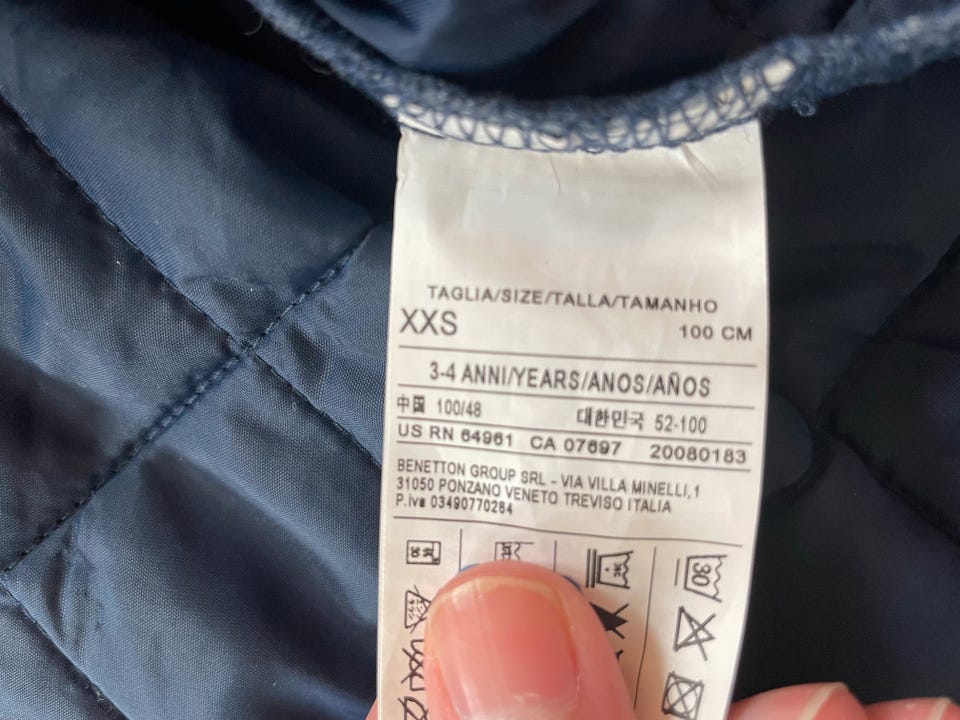 TAGLIA/SIZE/TALLA/TAMANHO
XXS 100 CM
3-4 ANNI/YEARS/ANOS/AÑOS
中国 100/48 대한민국 52-100
US RN 64961 CA 07697 20080183
BENETTON GROUP SRL - VIA VILLA MINELLI,1
31050 PONZANO VENETO TREVISO ITALIA
P.iva 03490770264
30